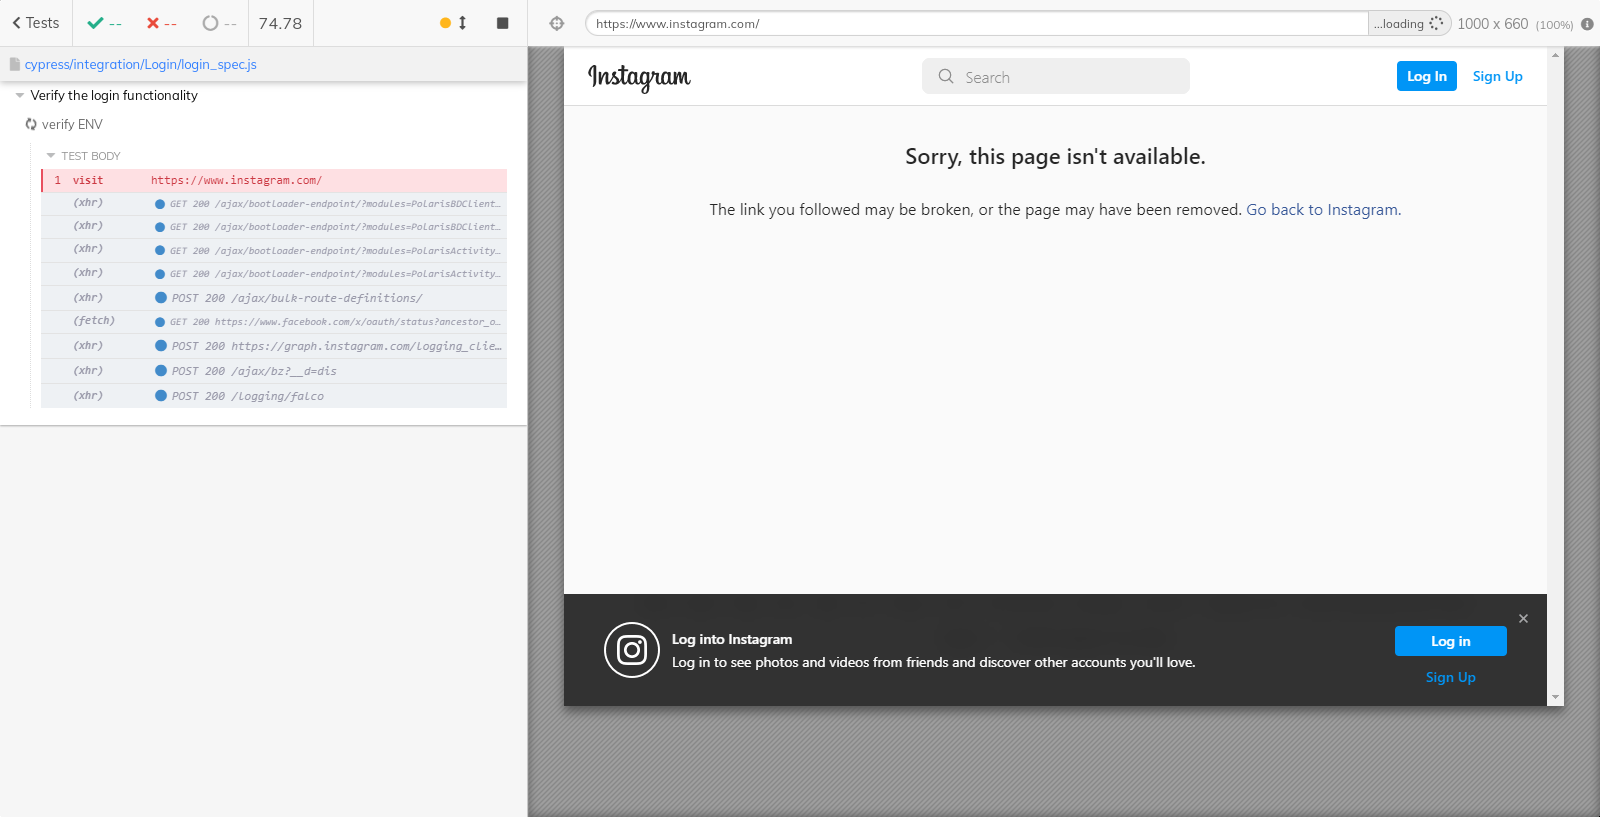 Tests
--
--
--
74.78
cypress/integration/Login/login_spec.js
Verify the login functionality
verify ENV
TEST BODY
1 visit https://www.instagram.com/
(xhr) GET 200 /ajax/bootloader-endpoint/?modules=PolarisBDClient...
(xhr) GET 200 /ajax/bootloader-endpoint/?modules=PolarisBDClient...
(xhr) GET 200 /ajax/bootloader-endpoint/?modules=PolarisActivity...
(xhr) GET 200 /ajax/bootloader-endpoint/?modules=PolarisActivity...
(xhr) POST 200 /ajax/bulk-route-definitions/
(fetch) GET 200 https://www.facebook.com/x/oauth/status?ancestor_o...
(xhr) POST 200 https://graph.instagram.com/logging_clie...
(xhr) POST 200 /ajax/bz?__d=dis
(xhr) POST 200 /logging/falco
https://www.instagram.com/
...loading
1000 x 660 (100%)
Instagram
Search
Log In
Sign Up
Sorry, this page isn't available.
The link you followed may be broken, or the page may have been removed. Go back to Instagram.
Log into Instagram
Log in to see photos and videos from friends and discover other accounts you'll love.
Log in
Sign Up